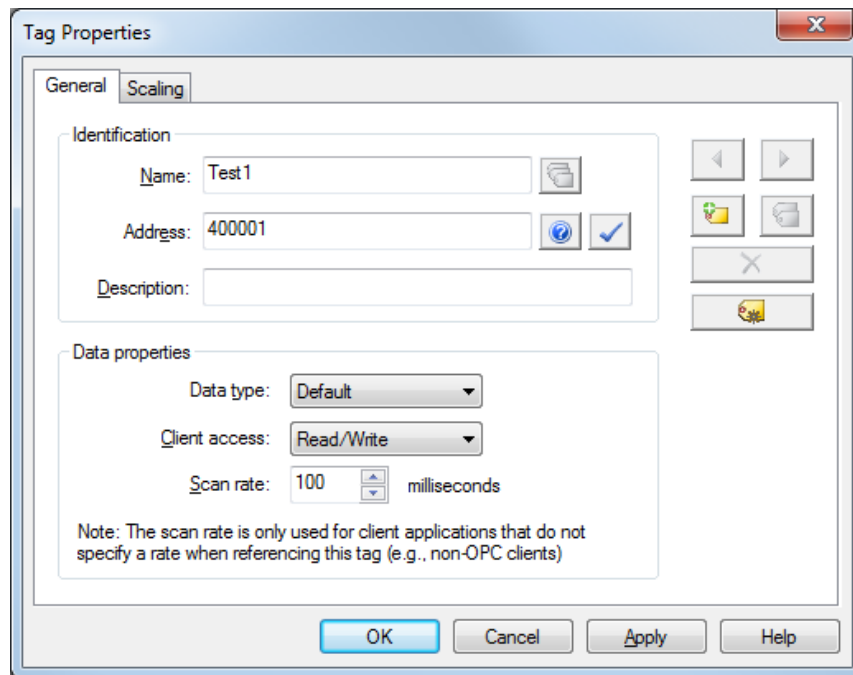 Tag Properties
General
Scaling
Identification
Name: Test1
Address: 400001
Description:
Data properties
Data type: Default
Client access: Read/Write
Scan rate: 100 milliseconds
Note: The scan rate is only used for client applications that do not
specify a rate when referencing this tag (e.g., non-OPC clients)
OK
Cancel
Apply
Help